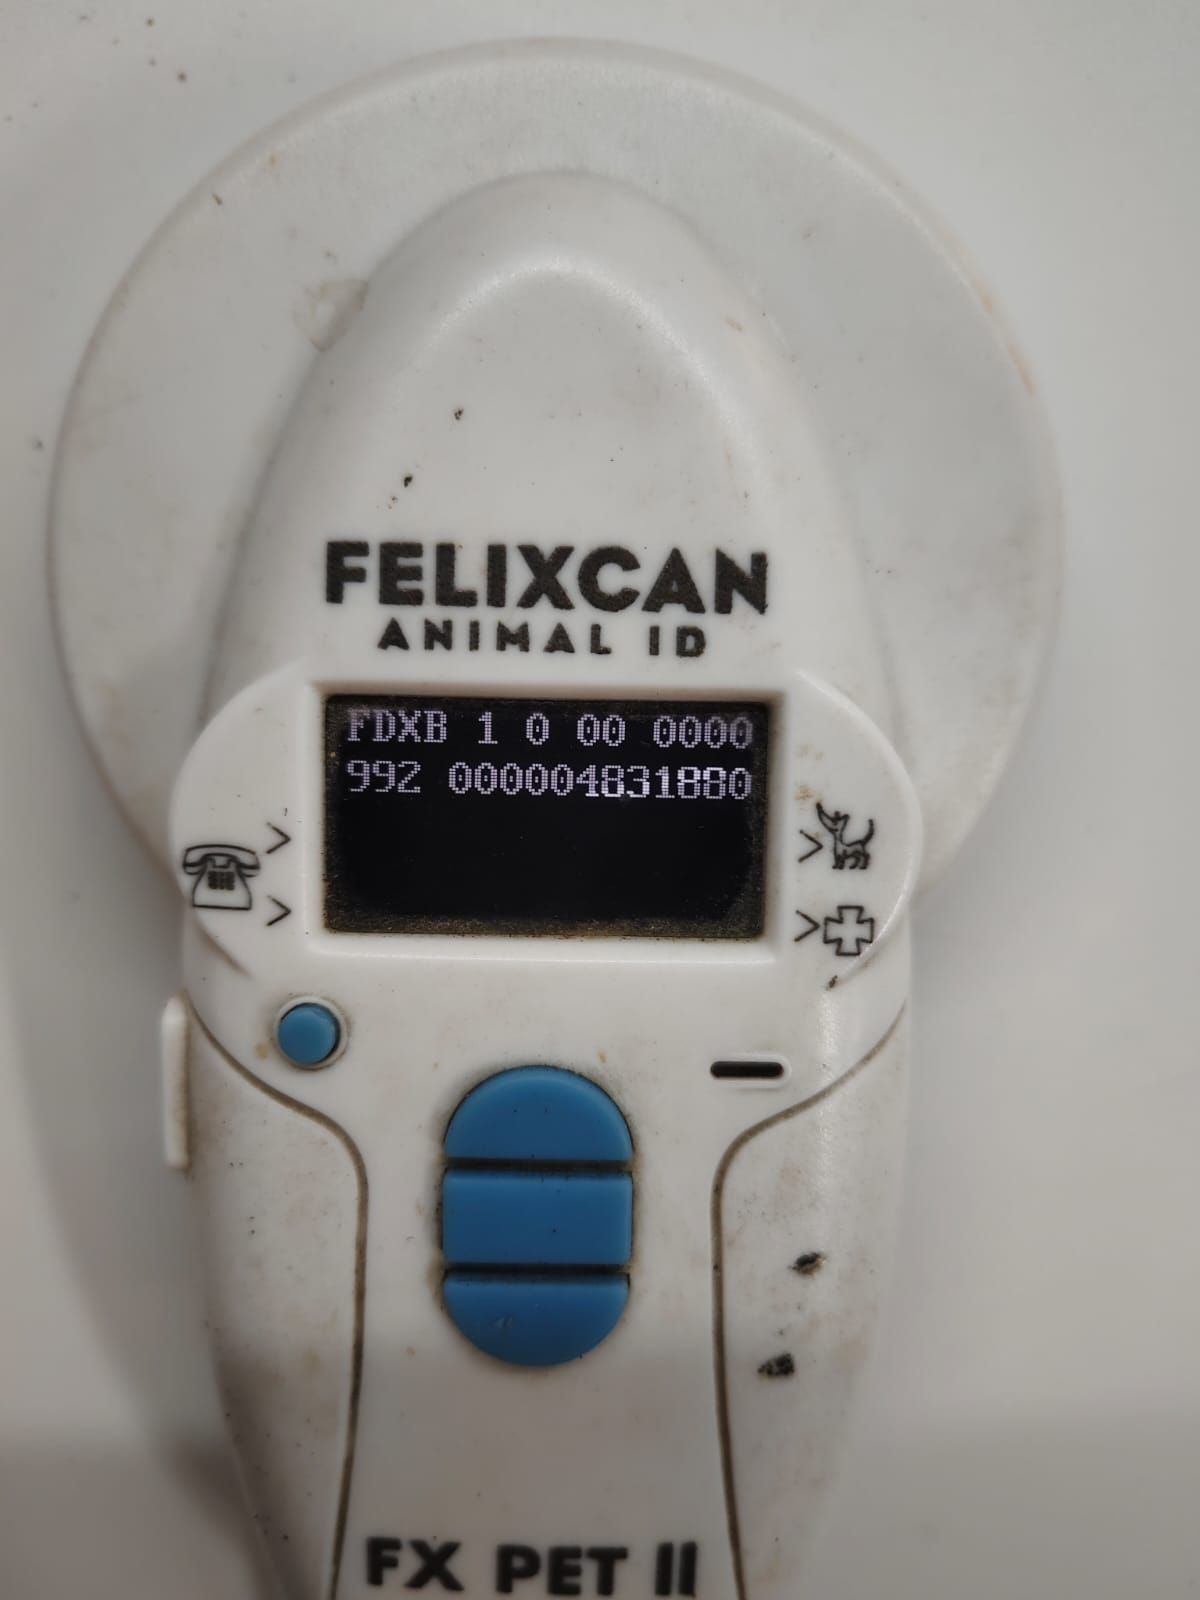 FELIXCAN
ANIMAL ID
FDXB 1 0 00 0000
992 000004831880
FX PET II